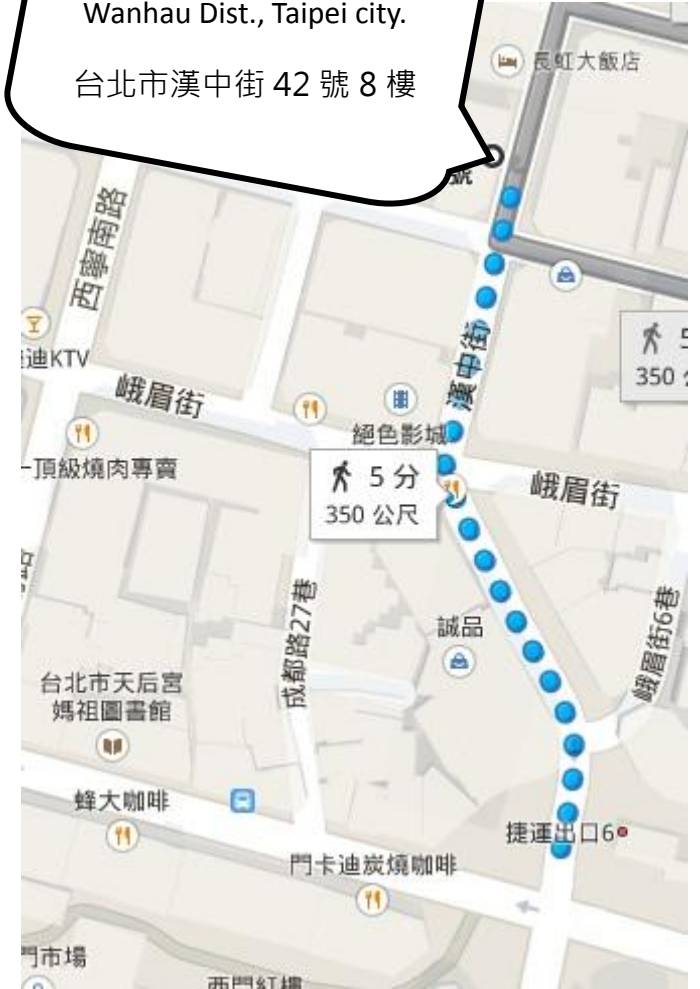 Wanhau Dist., Taipei city.
台北市漢中街 42 號 8 樓
長虹大飯店
號
西寧南路
迪KTV
漢中街
5
350
峨眉街
絕色影城
頂級燒肉專賣
5 分
350 公尺
峨眉街
成都路27巷
誠品
峨眉街6巷
台北市天后宮
媽祖圖書館
蜂大咖啡
捷運出口6
門卡迪炭燒咖啡
門市場
西門紅樓